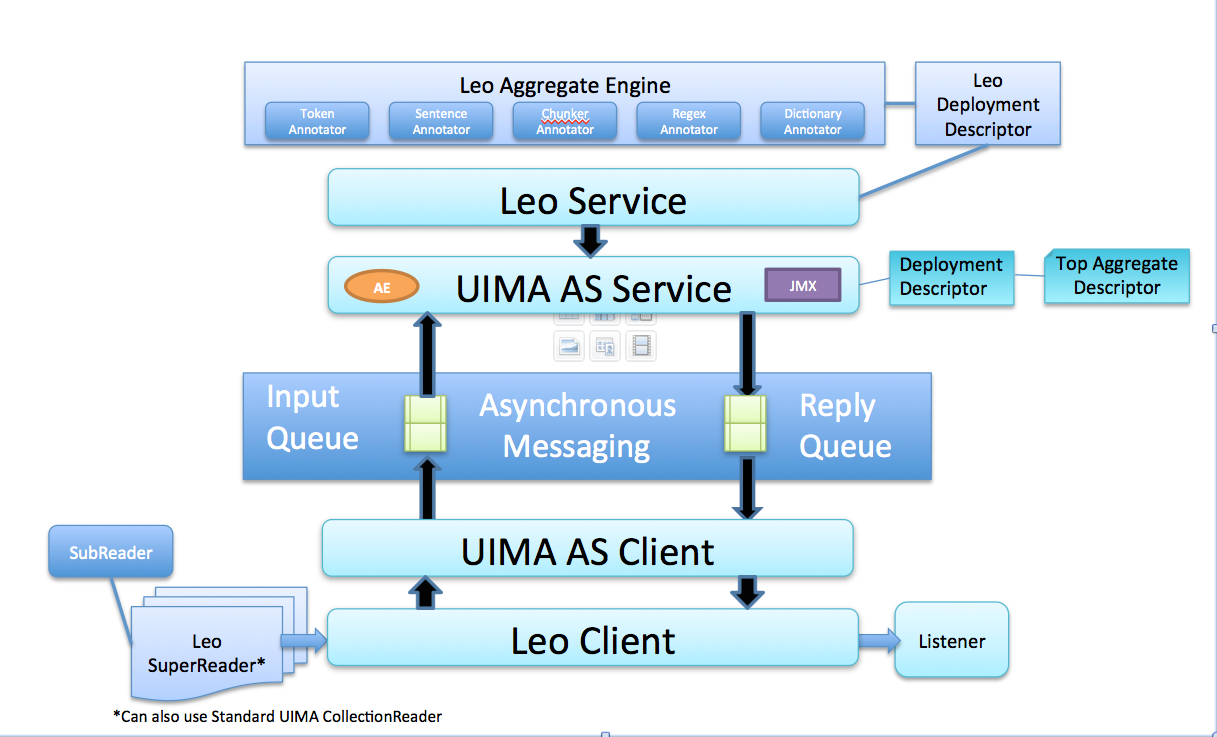 Leo Aggregate Engine
Token
Annotator
Sentence
Annotator
Chunker
Annotator
Regex
Annotator
Dictionary
Annotator
Leo
Deployment
Descriptor
Leo Service
AE
UIMA AS Service
JMX
Deployment
Descriptor
Top Aggregate
Descriptor
Input
Queue
Asynchronous
Messaging
Reply
Queue
UIMA AS Client
SubReader
Leo
SuperReader*
Leo Client
Listener
*Can also use Standard UIMA CollectionReader